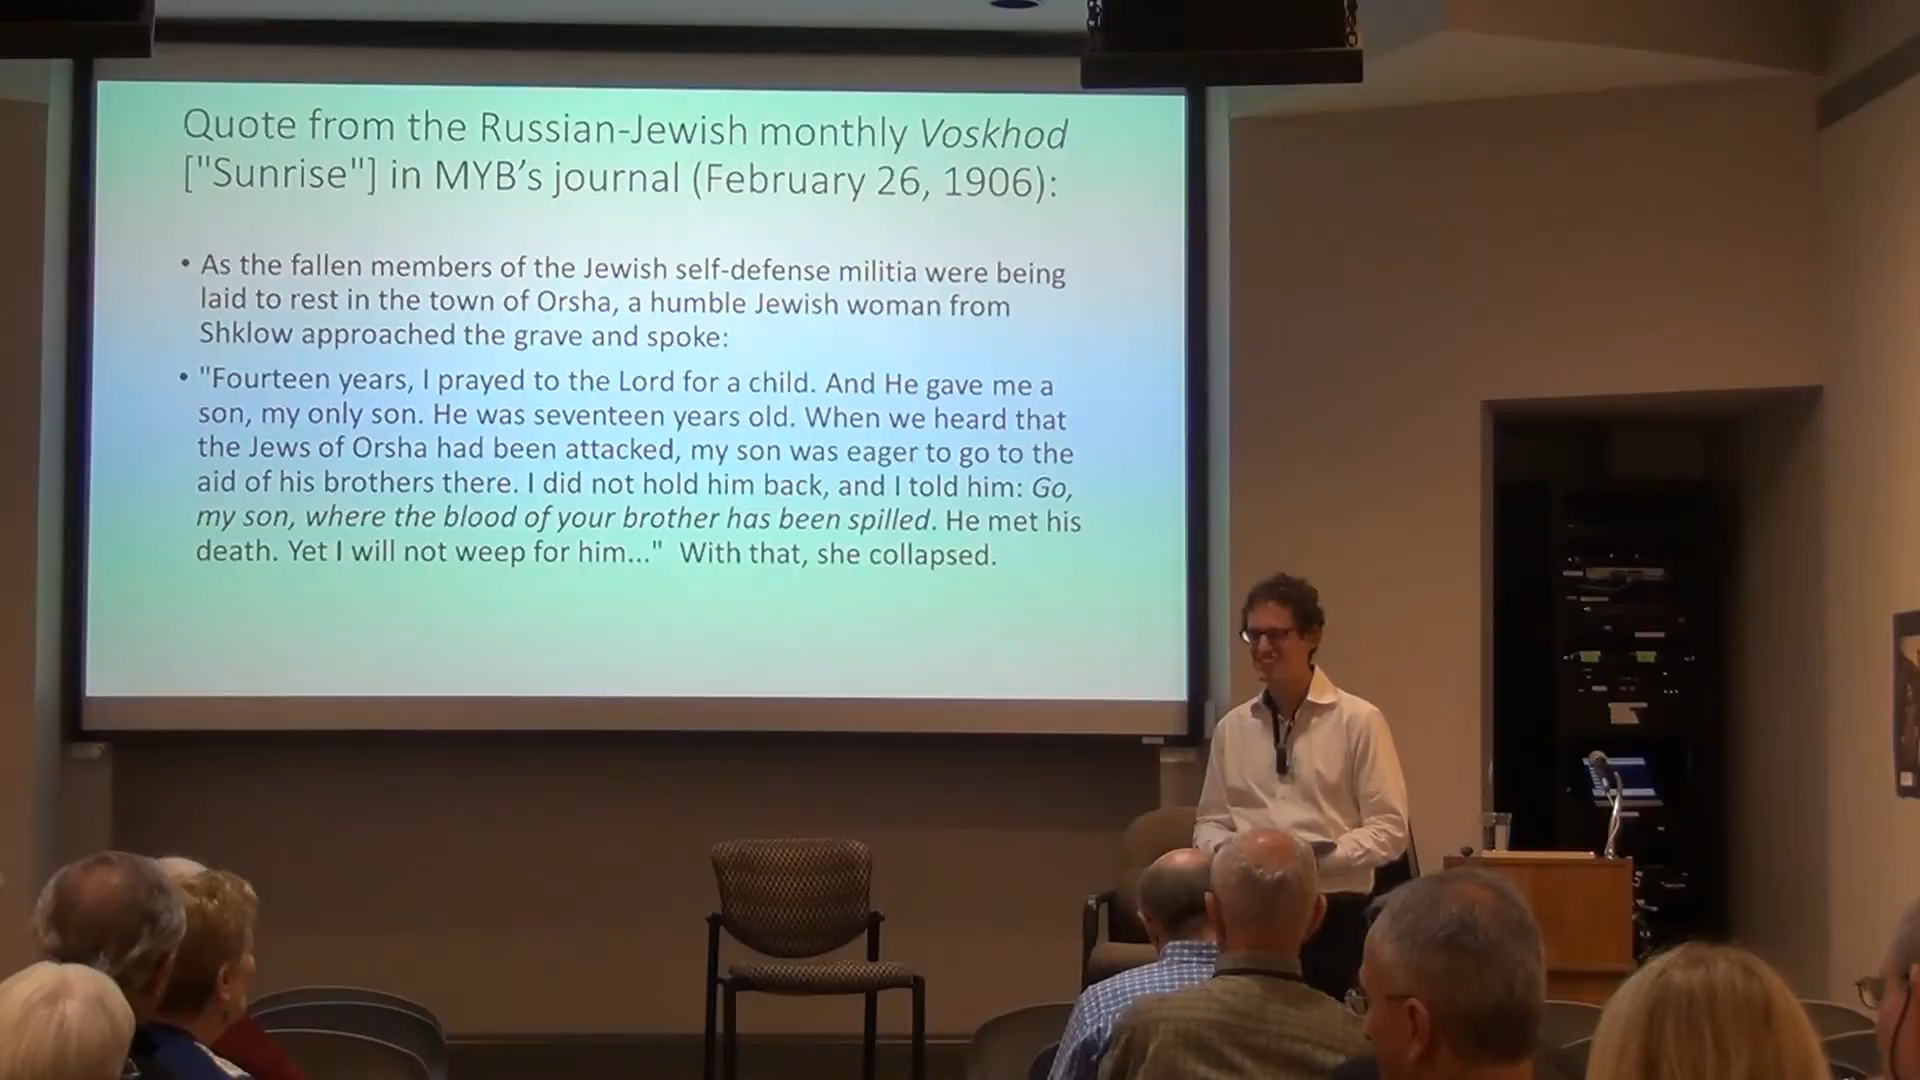 Quote from the Russian-Jewish monthly Voskhod
["Sunrise"] in MYB’s journal (February 26, 1906):
• As the fallen members of the Jewish self-defense militia were being
laid to rest in the town of Orsha, a humble Jewish woman from
Shklow approached the grave and spoke:
• "Fourteen years, I prayed to the Lord for a child. And He gave me a
son, my only son. He was seventeen years old. When we heard that
the Jews of Orsha had been attacked, my son was eager to go to the
aid of his brothers there. I did not hold him back, and I told him: Go,
my son, where the blood of your brother has been spilled. He met his
death. Yet I will not weep for him..." With that, she collapsed.